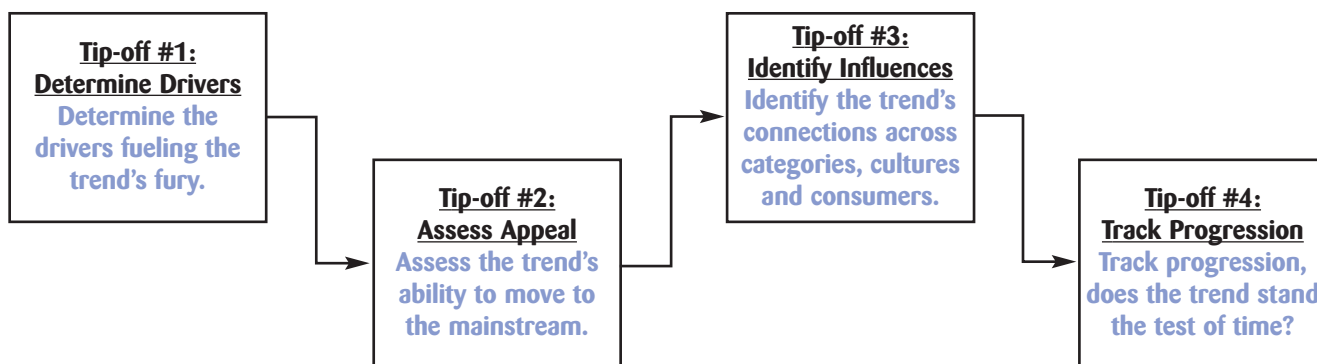 Tip-off #1:
Determine Drivers
Determine the
drivers fueling the
trend's fury.
Tip-off #2:
Assess Appeal
Assess the trend's
ability to move to
the mainstream.
Tip-off #3:
Identify Influences
Identify the trend's
connections across
categories, cultures
and consumers.
Tip-off #4:
Track Progression
Track progression,
does the trend stand
the test of time?